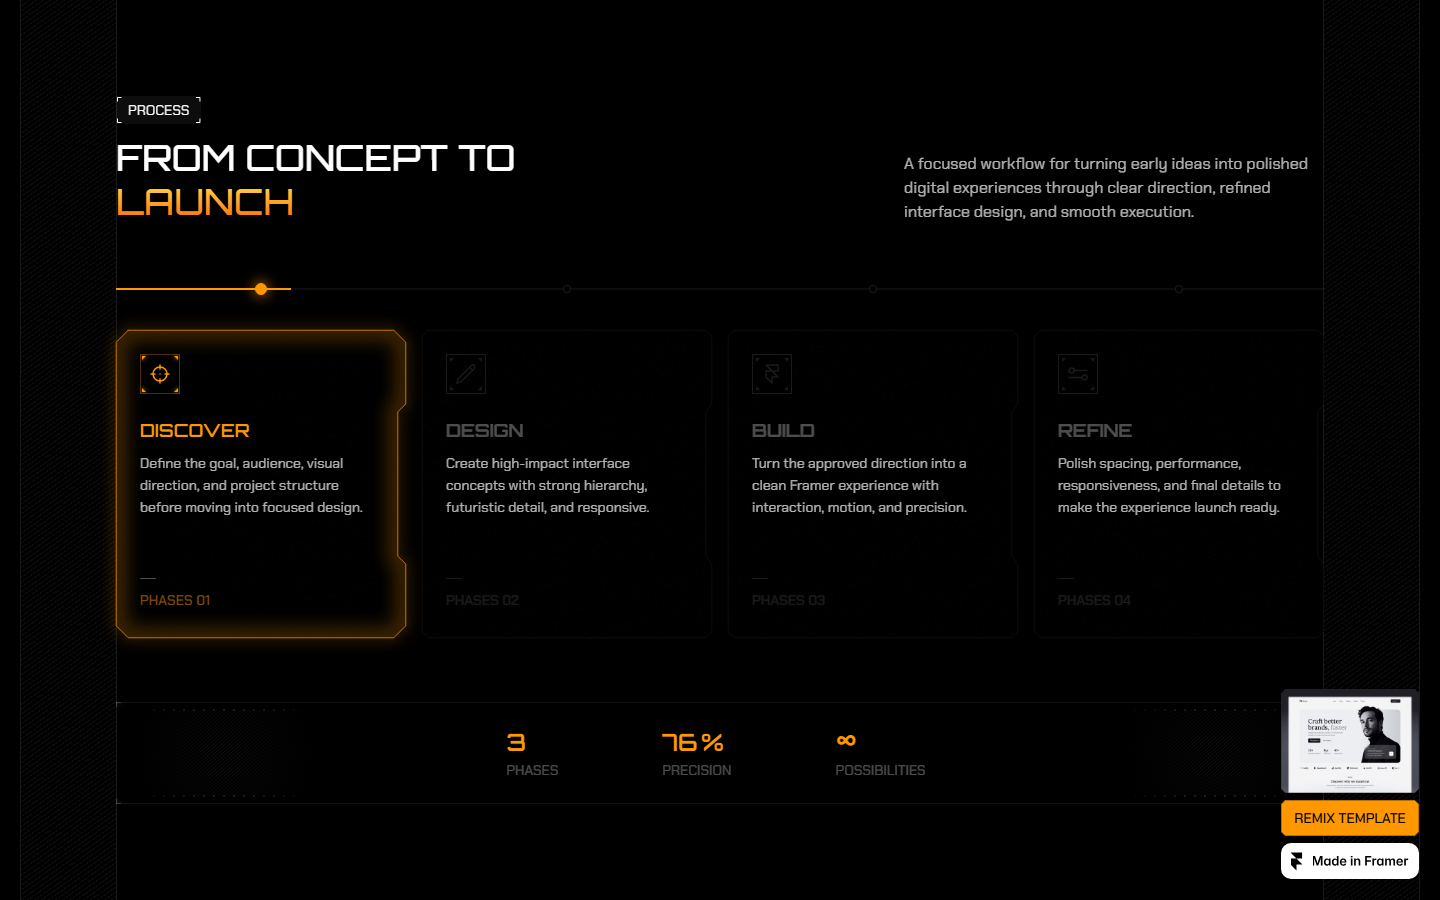 PROCESS
FROM CONCEPT TO
LAUNCH
A focused workflow for turning early ideas into polished
digital experiences through clear direction, refined
interface design, and smooth execution.
DISCOVER
Define the goal, audience, visual
direction, and project structure
before moving into focused design.
PHASES 01
DESIGN
Create high-impact interface
concepts with strong hierarchy,
futuristic detail, and responsive.
PHASES 02
BUILD
Turn the approved direction into a
clean Framer experience with
interaction, motion, and precision.
PHASES 03
REFINE
Polish spacing, performance,
responsiveness, and final details to
make the experience launch ready.
PHASES 04
3
PHASES
76%
PRECISION
∞
POSSIBILITIES
Craft better
brands, faster
REMIX TEMPLATE
Made in Framer